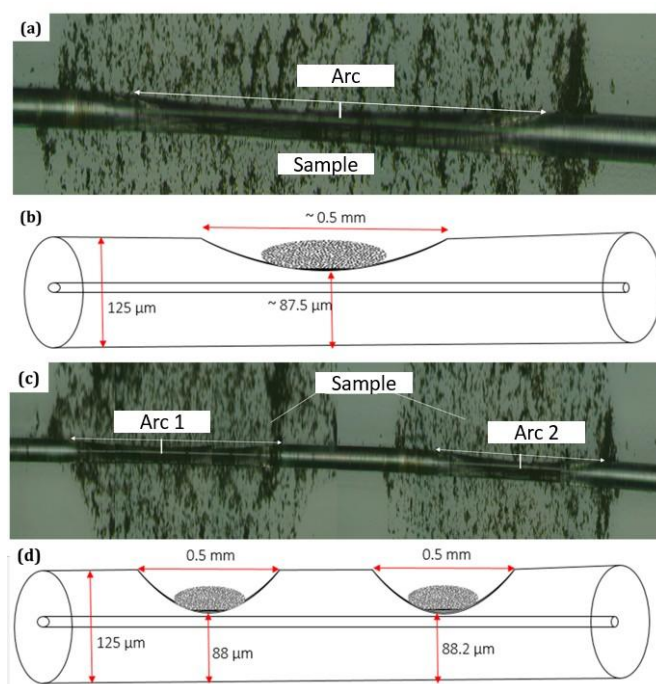 (a)
Arc
Sample
(b)
~ 0.5 mm
125 µm
~ 87.5 µm
(c)
Sample
Arc 1
Arc 2
(d)
0.5 mm
0.5 mm
125 µm
88 µm
88.2 µm